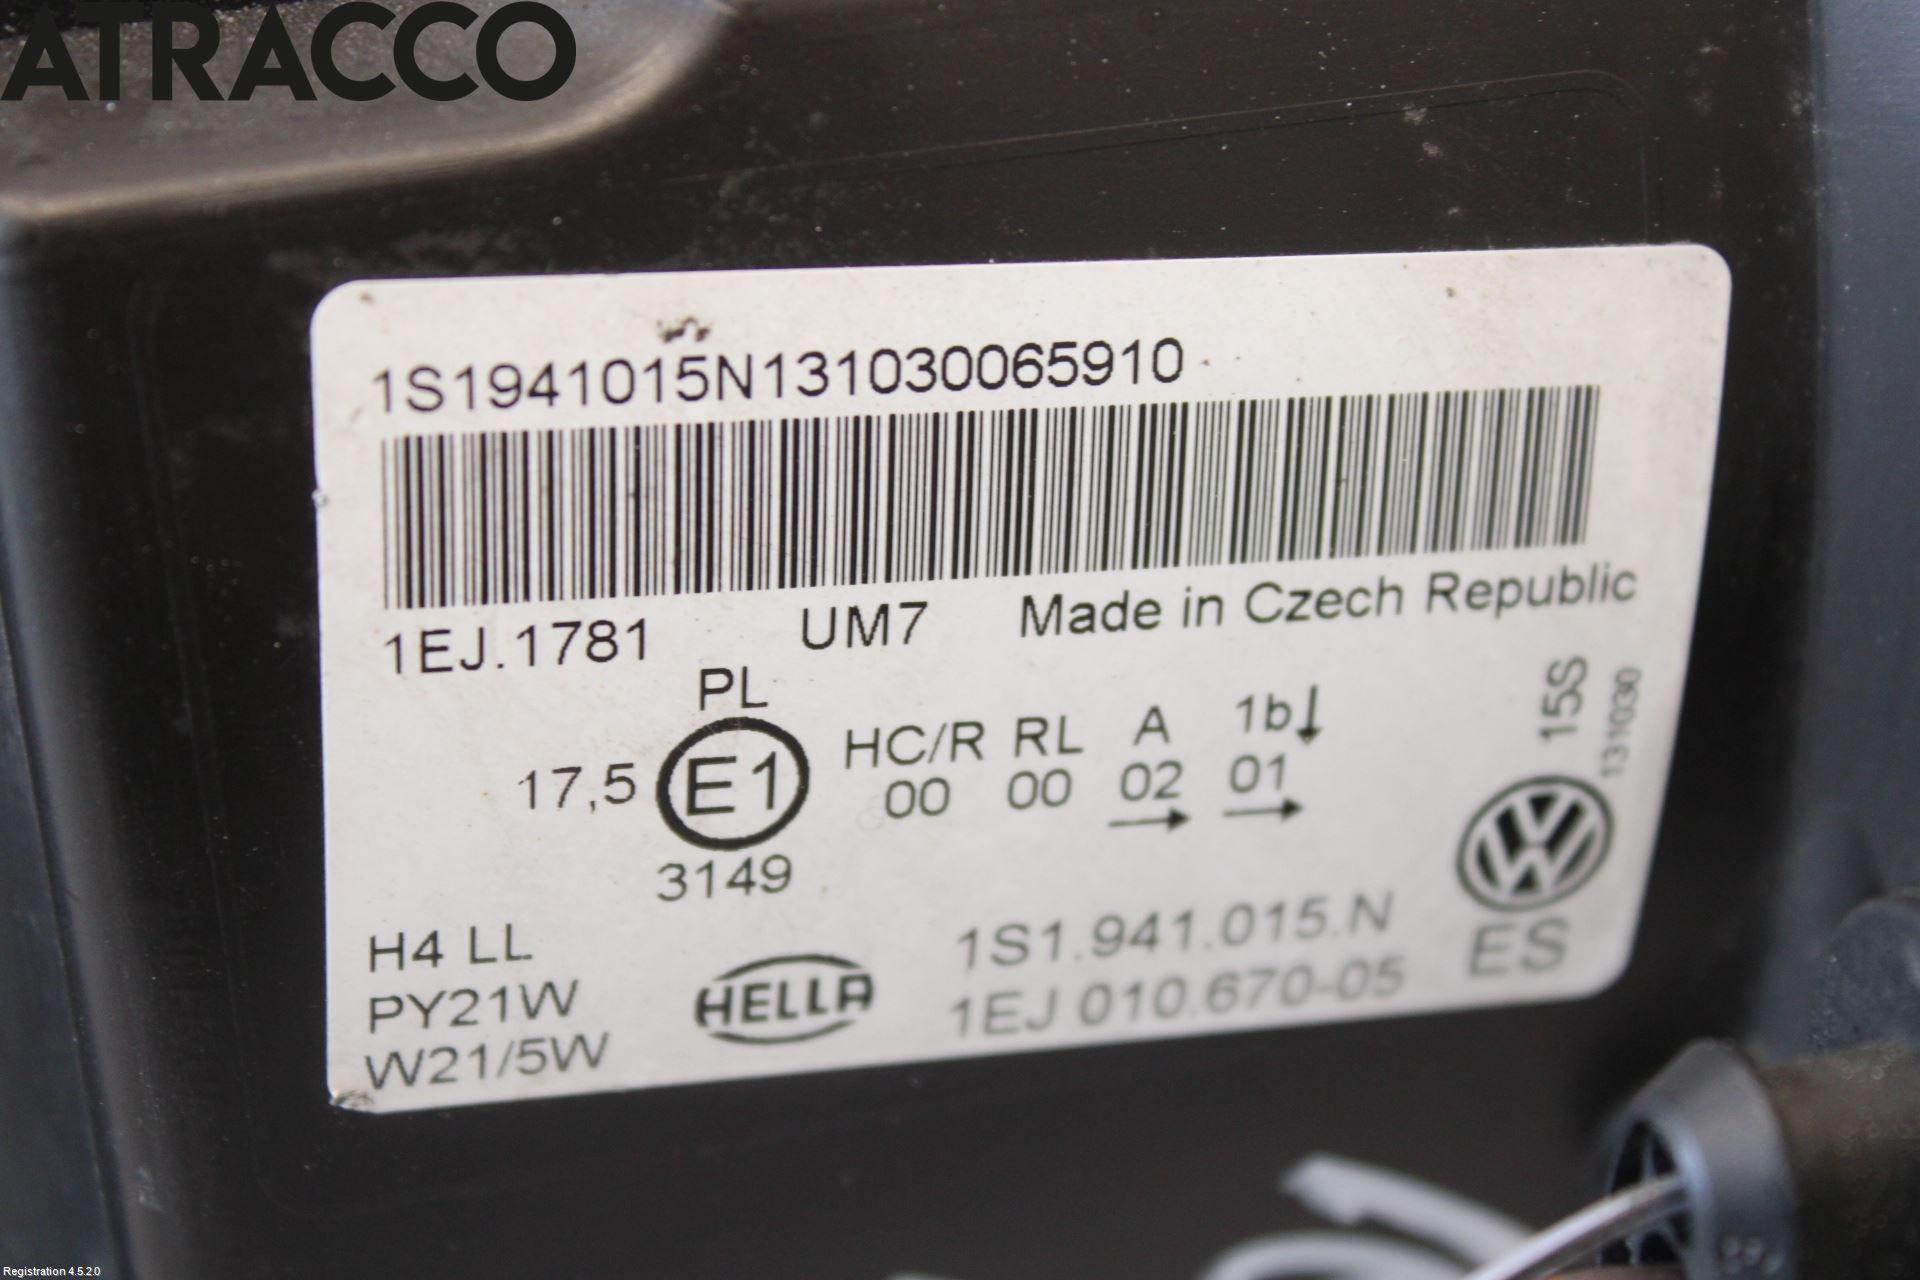 ATRACCO
1S1941015N131030065910
1EJ.1781 UM7 Made in Czech Republic
PL
17,5 E1 HC/R RL A 1b↓
00 00 02 01
→ →
3149
15S
131030
H4 LL
PY21W
W21/5W
HELLA
1S1.941.015.N
1EJ 010.670-05
VW
ES
Registration 4.5.2.0